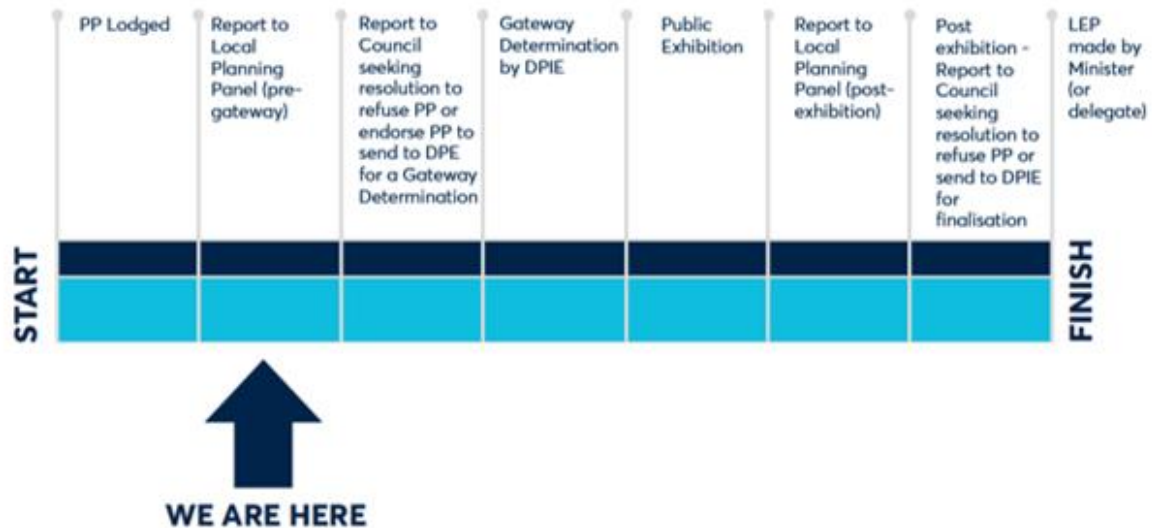 PP Lodged
Report to
Local
Planning
Panel (pre-
gateway)
Report to
Council
seeking
resolution to
refuse PP or
endorse PP to
send to DPE
for a Gateway
Determination
Gateway
Determination
by DPIE
Public
Exhibition
Report to
Local
Planning
Panel (post-
exhibition)
Post
exhibition -
Report to
Council
seeking
resolution to
refuse PP or
send to DPIE
for
finalisation
LEP
made by
Minister
(or
delegate)
START
FINISH
WE ARE HERE